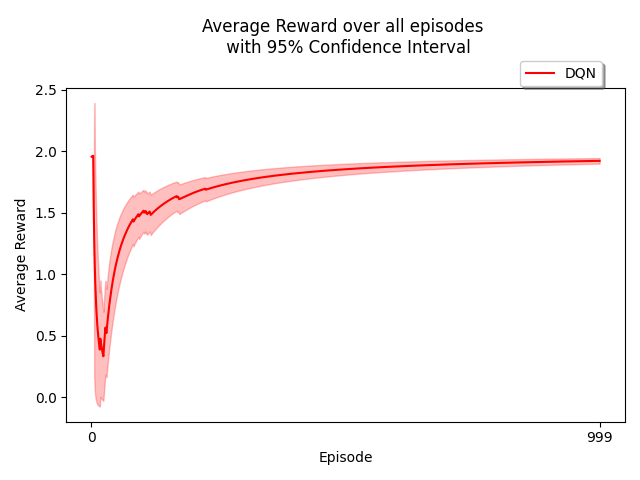 Average Reward over all episodes
with 95% Confidence Interval
DQN
2.5
2.0
1.5
1.0
0.5
0.0
Average Reward
0
999
Episode